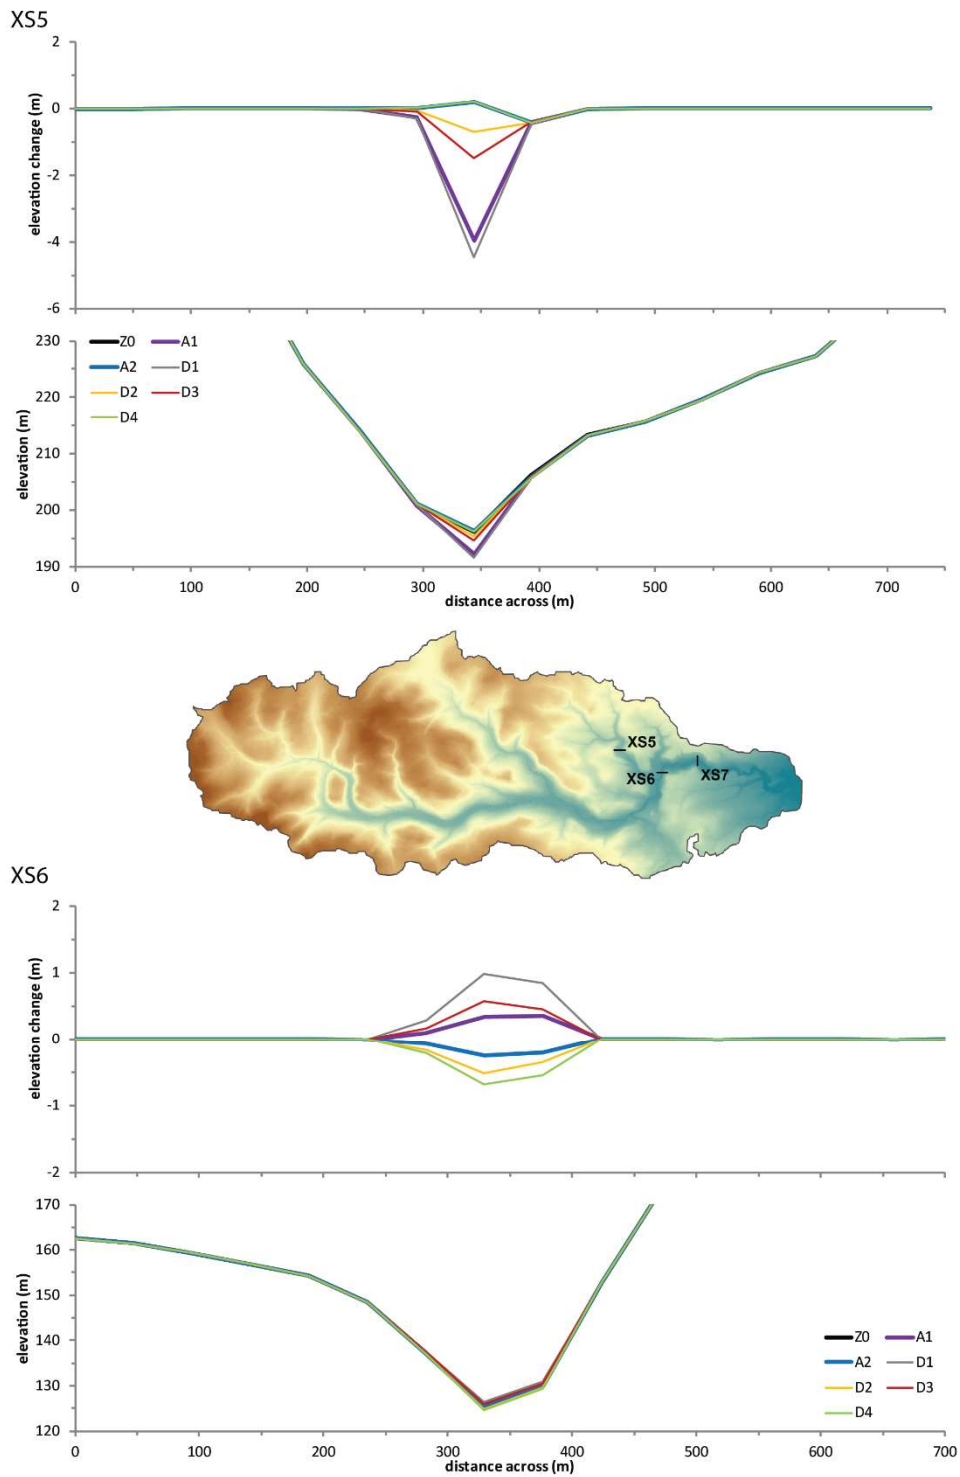 XS5
2
0
-2
-4
-6
elevation change (m)
230
220
210
200
190
elevation (m)
Z0 A1
A2 D1
D2 D3
D4
0 100 200 300 400 500 600 700
distance across (m)
XS5
XS6
XS7
XS6
2
1
0
-1
-2
elevation change (m)
170
160
150
140
130
120
elevation (m)
Z0 A1
A2 D1
D2 D3
D4
0 100 200 300 400 500 600 700
distance across (m)